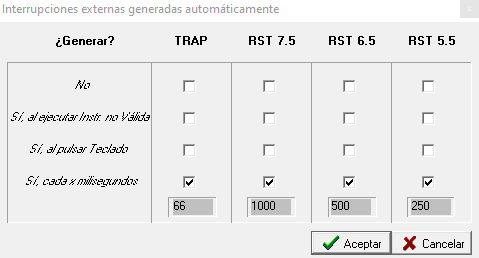 Interrupciones externas generadas automáticamente
¿Generar? TRAP RST 7.5 RST 6.5 RST 5.5
No
Sí, al ejecutar Instr. no Válida
Sí, al pulsar Teclado
Sí, cada x milisegundos
66 1000 500 250
Aceptar Cancelar